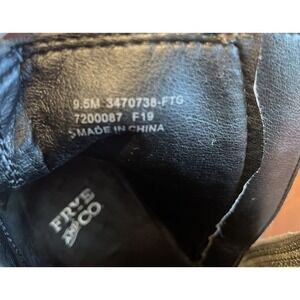 9.5M 3470738-FTG
7200087 F19
MADE IN CHINA
FRYE
AND CO